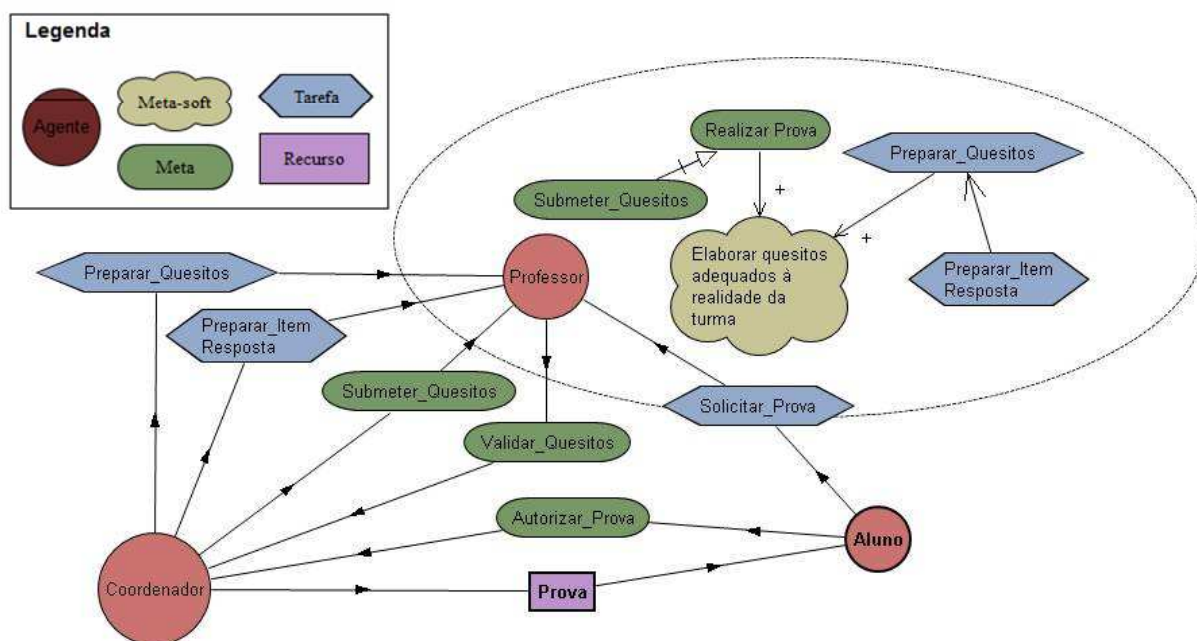 Legenda
Agente
Meta-soft
Tarefa
Meta
Recurso
Realizar Prova
Preparar_Quesitos
Submeter_Quesitos
Elaborar quesitos
adequados à
realidade da
turma
Preparar_Item
Resposta
Preparar_Quesitos
Professor
Preparar_Item
Resposta
Submeter_Quesitos
Solicitar_Prova
Validar_Quesitos
Autorizar_Prova
Aluno
Coordenador
Prova
+
+